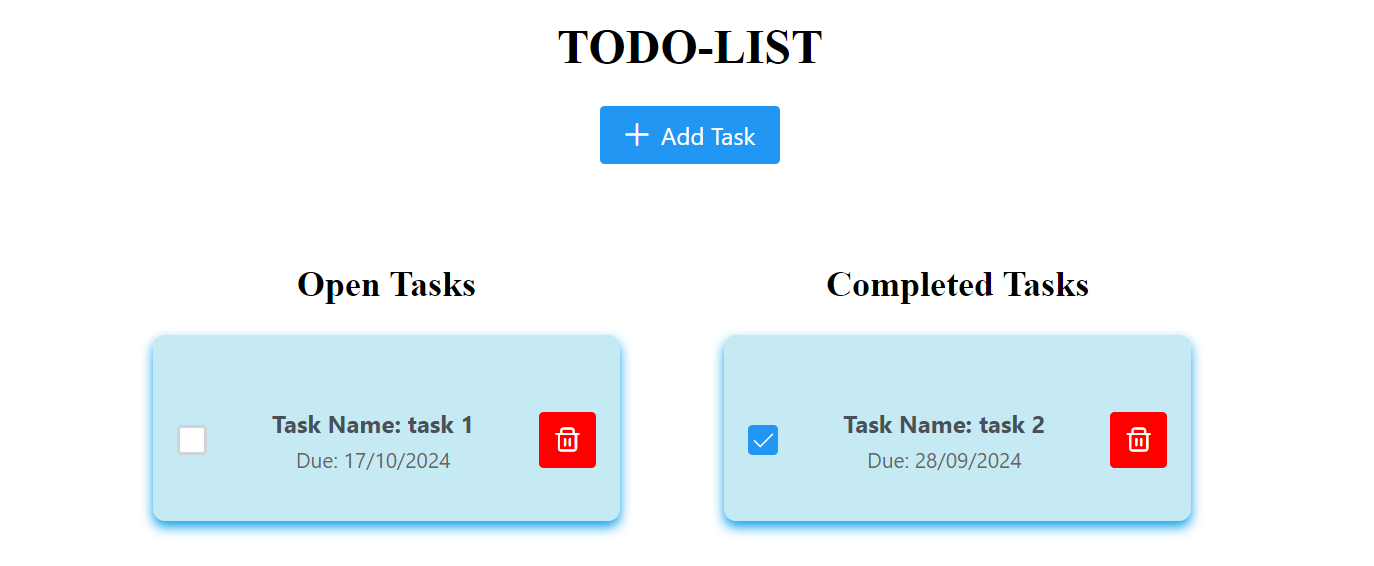 TODO-LIST
Add Task
Open Tasks
Task Name: task 1
Due: 17/10/2024
Completed Tasks
Task Name: task 2
Due: 28/09/2024